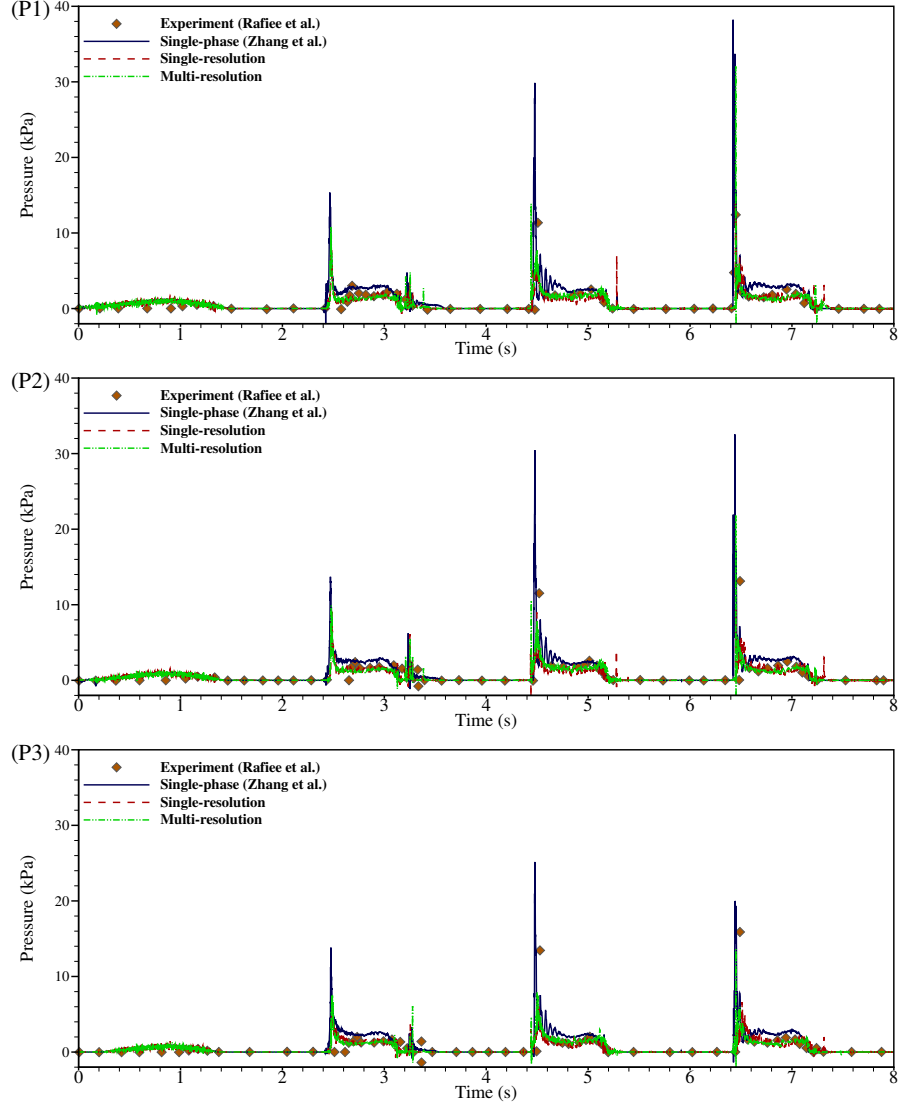 (P1)
Experiment (Rafiee et al.)
Single-phase (Zhang et al.)
Single-resolution
Multi-resolution
Pressure (kPa)
40
30
20
10
0
0 1 2 3 4 5 6 7 8
Time (s)
(P2)
Experiment (Rafiee et al.)
Single-phase (Zhang et al.)
Single-resolution
Multi-resolution
Pressure (kPa)
40
30
20
10
0
0 1 2 3 4 5 6 7 8
Time (s)
(P3)
Experiment (Rafiee et al.)
Single-phase (Zhang et al.)
Single-resolution
Multi-resolution
Pressure (kPa)
40
30
20
10
0
0 1 2 3 4 5 6 7 8
Time (s)